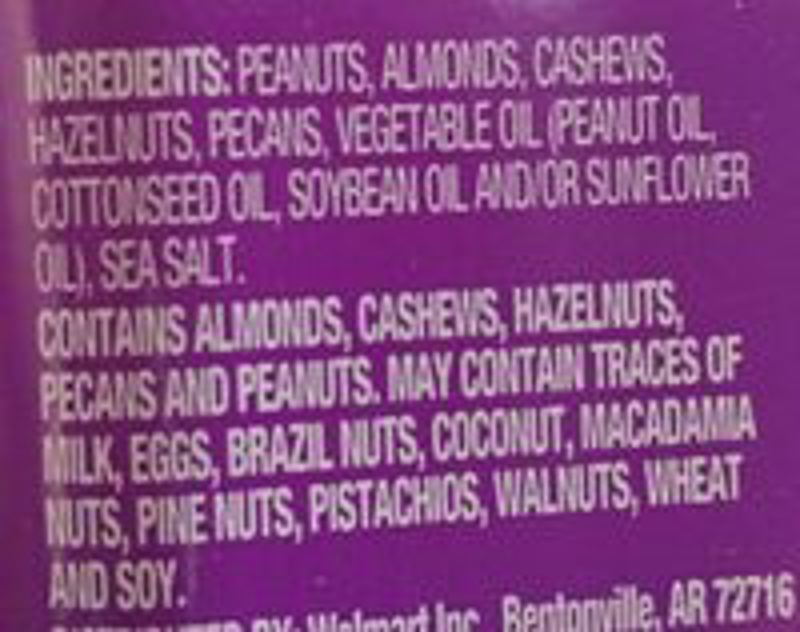 INGREDIENTS: PEANUTS, ALMONDS, CASHEWS,
HAZELNUTS, PECANS, VEGETABLE OIL (PEANUT OIL,
COTTONSEED OIL, SOYBEAN OIL AND/OR SUNFLOWER
OIL), SEA SALT.
CONTAINS ALMONDS, CASHEWS, HAZELNUTS,
PECANS AND PEANUTS. MAY CONTAIN TRACES OF
MILK, EGGS, BRAZIL NUTS, COCONUT, MACADAMIA
NUTS, PINE NUTS, PISTACHIOS, WALNUTS, WHEAT
AND SOY.
DISTRIBUTED BY: Walmart Inc., Bentonville, AR 72716